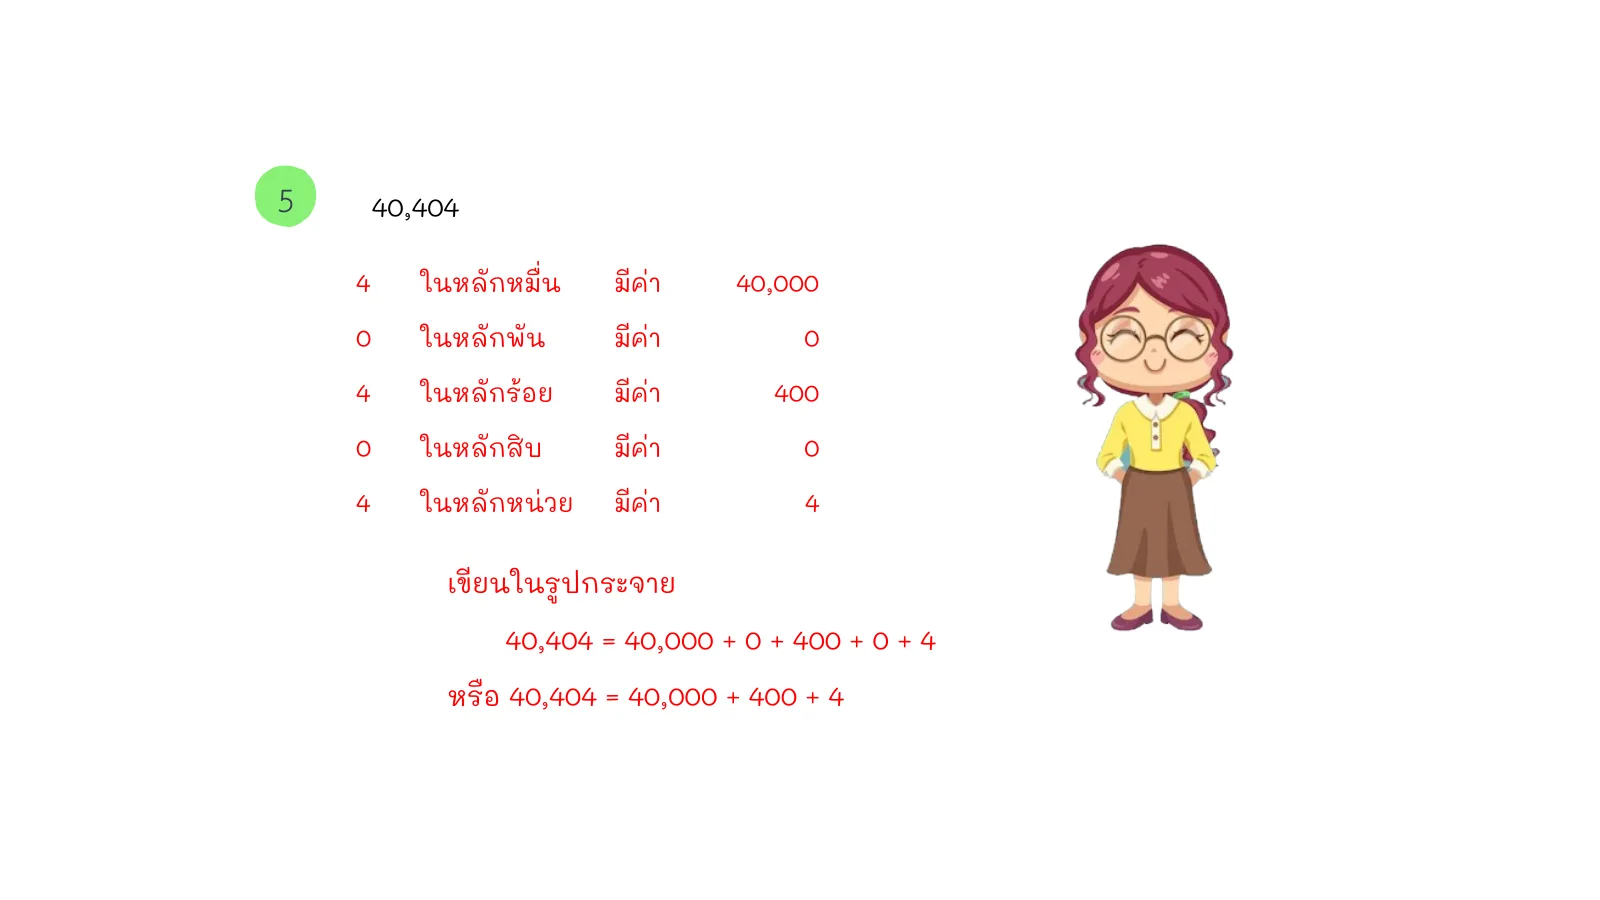 5 40,404
4 ในหลักหมื่น มีค่า 40,000
0 ในหลักพัน มีค่า 0
4 ในหลักร้อย มีค่า 400
0 ในหลักสิบ มีค่า 0
4 ในหลักหน่วย มีค่า 4
เขียนในรูปกระจาย
40,404 = 40,000 + 0 + 400 + 0 + 4
หรือ 40,404 = 40,000 + 400 + 4